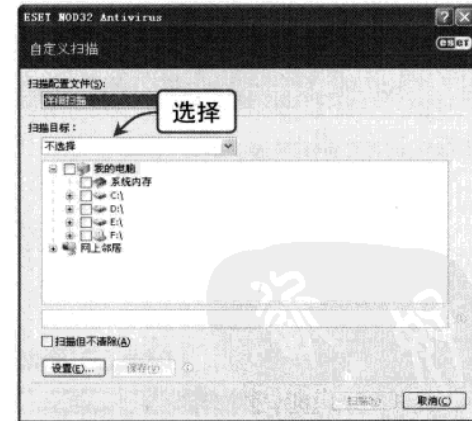 ESET NOD32 Antivirus
自定义扫描
eset
扫描配置文件(S):
详细扫描
选择
扫描目标:
不选择
我的电脑
系统内存
C:\
D:\
E:\
F:\
网上邻居
扫描但不清除(A)
设置(E)...
保存(V)
扫描(N)
取消(C)